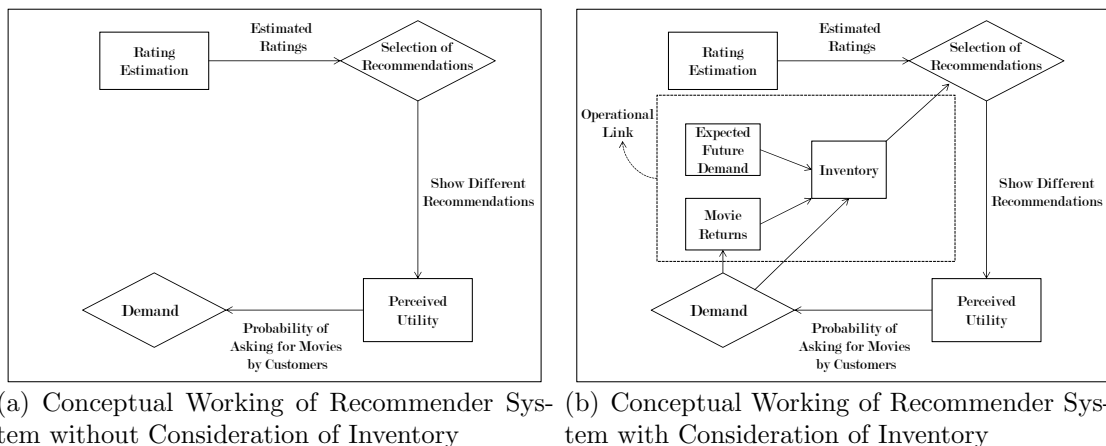 Rating
Estimation
Estimated
Ratings
Selection of
Recommendations
Show Different
Recommendations
Perceived
Utility
Probability of
Asking for Movies
by Customers
Demand
(a) Conceptual Working of Recommender Sys-
tem without Consideration of Inventory
Rating
Estimation
Estimated
Ratings
Selection of
Recommendations
Operational
Link
Expected
Future
Demand
Inventory
Movie
Returns
Show Different
Recommendations
Perceived
Utility
Probability of
Asking for Movies
by Customers
Demand
(b) Conceptual Working of Recommender Sys-
tem with Consideration of Inventory